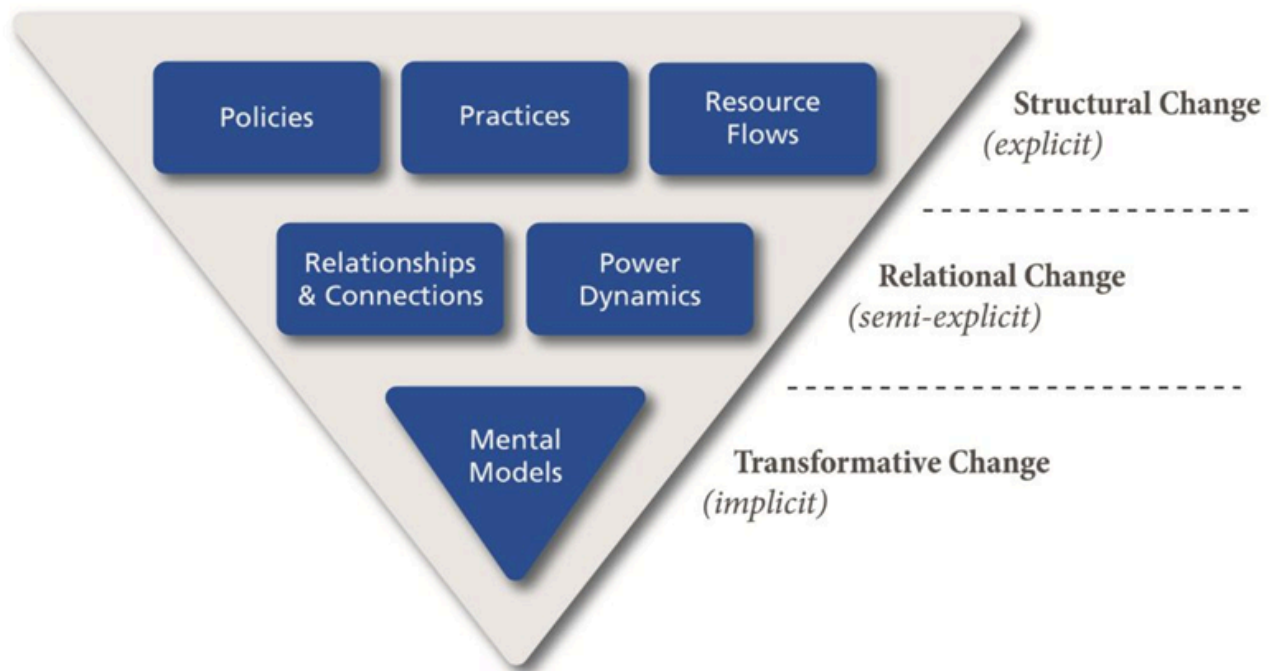 Policies
Practices
Resource
Flows
Structural Change
(explicit)
Relationships
& Connections
Power
Dynamics
Relational Change
(semi-explicit)
Mental
Models
Transformative Change
(implicit)